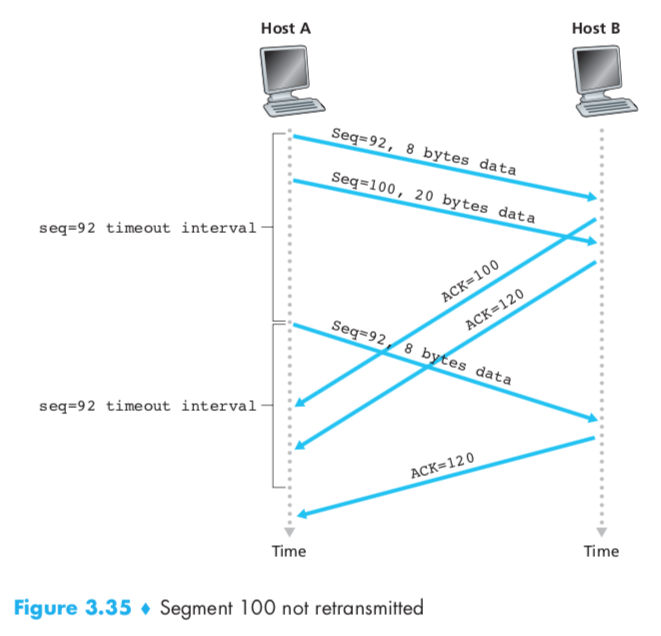 Host A
Host B
Seq=92, 8 bytes data
Seq=100, 20 bytes data
seq=92 timeout interval
ACK=100
ACK=120
Seq=92, 8 bytes data
seq=92 timeout interval
ACK=120
Time
Time
Figure 3.35 ♦ Segment 100 not retransmitted